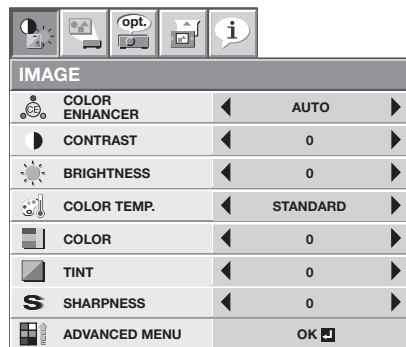 opt.
i
IMAGE
CE
COLOR
ENHANCER
AUTO
CONTRAST
0
BRIGHTNESS
0
COLOR TEMP.
STANDARD
COLOR
0
TINT
0
S
SHARPNESS
0
ADVANCED MENU
OK